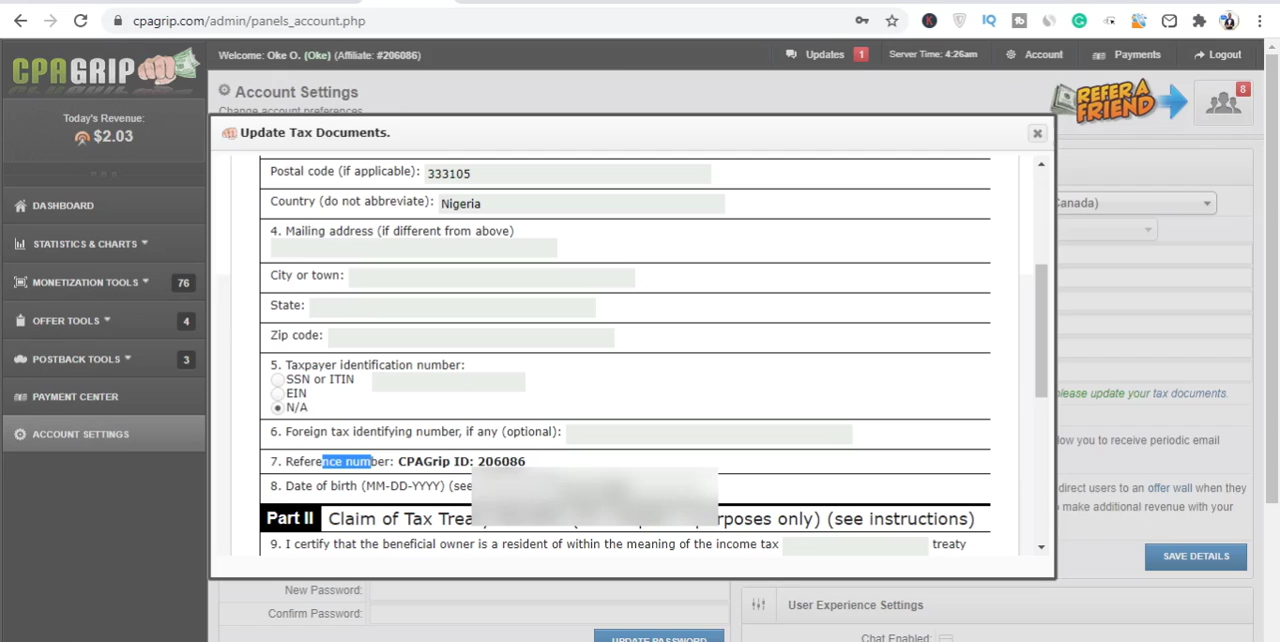 cpagrip.com/admin/panels_account.php
CPAGRIP
Welcome: Oke O. (Oke) (Affiliate: #206086)
Updates 1
Server Time: 4:26am
Account
Payments
Logout
Today's Revenue:
$2.03
Account Settings
Change account preferences
REFER A FRIEND
8
DASHBOARD
STATISTICS & CHARTS
MONETIZATION TOOLS 76
OFFER TOOLS 4
POSTBACK TOOLS 3
PAYMENT CENTER
ACCOUNT SETTINGS
Update Tax Documents.
Postal code (if applicable): 333105
Country (do not abbreviate): Nigeria
4. Mailing address (if different from above)
City or town:
State:
Zip code:
5. Taxpayer identification number:
SSN or ITIN
EIN
N/A
6. Foreign tax identifying number, if any (optional):
7. Reference number: CPAGrip ID: 206086
8. Date of birth (MM-DD-YYYY) (see
Part II Claim of Tax purposes only) (see instructions)
9. I certify that the beneficial owner is a resident of within the meaning of the income tax treaty
Canada)
please update your tax documents.
you to receive periodic email
direct users to an offer wall when they
to make additional revenue with your
SAVE DETAILS
New Password:
Confirm Password:
UPDATE PASSWORD
User Experience Settings
Chat Enabled: